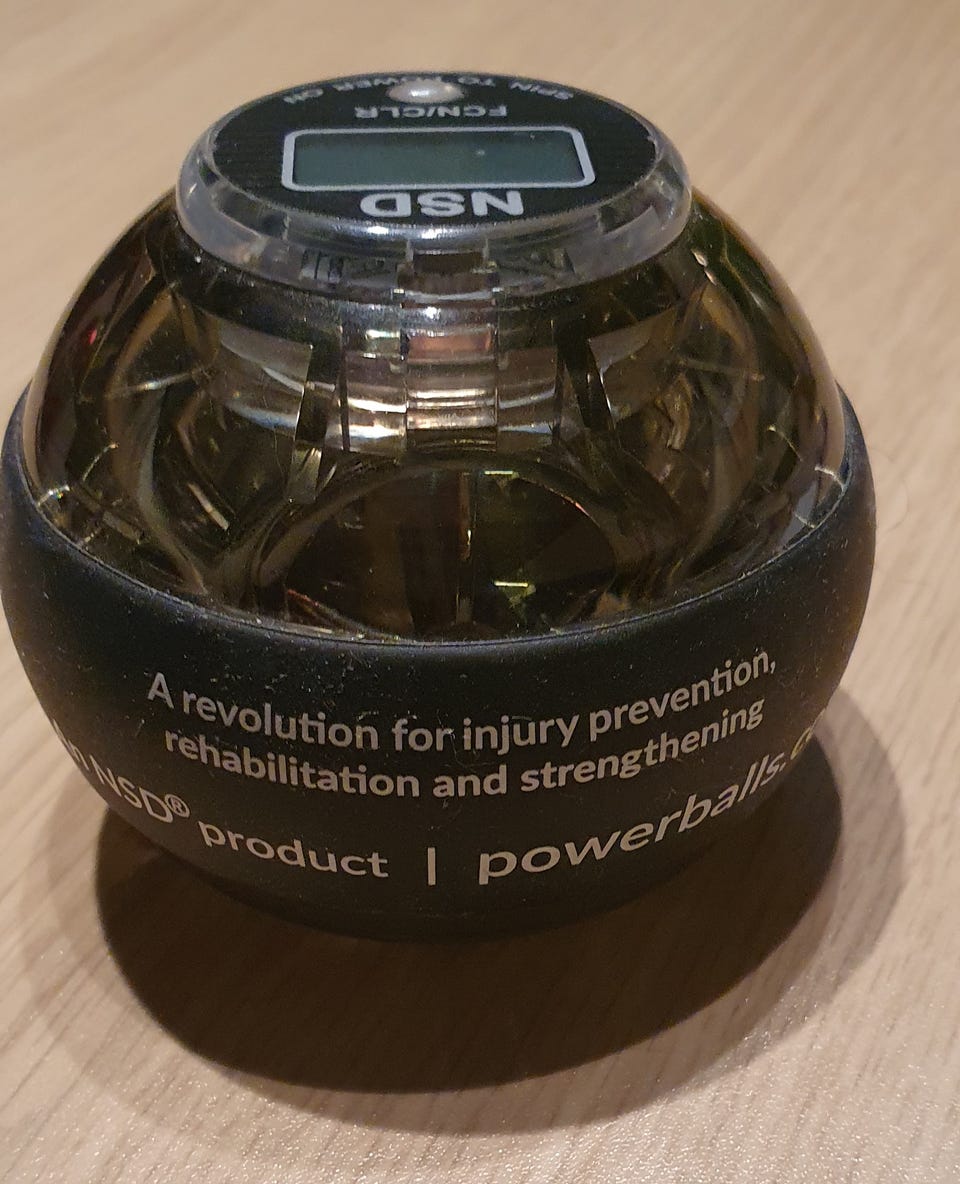 SPIN TO POWER ON
FCN/CLR
NSD
A revolution for injury prevention,
rehabilitation and strengthening
NSD® product | powerballs.